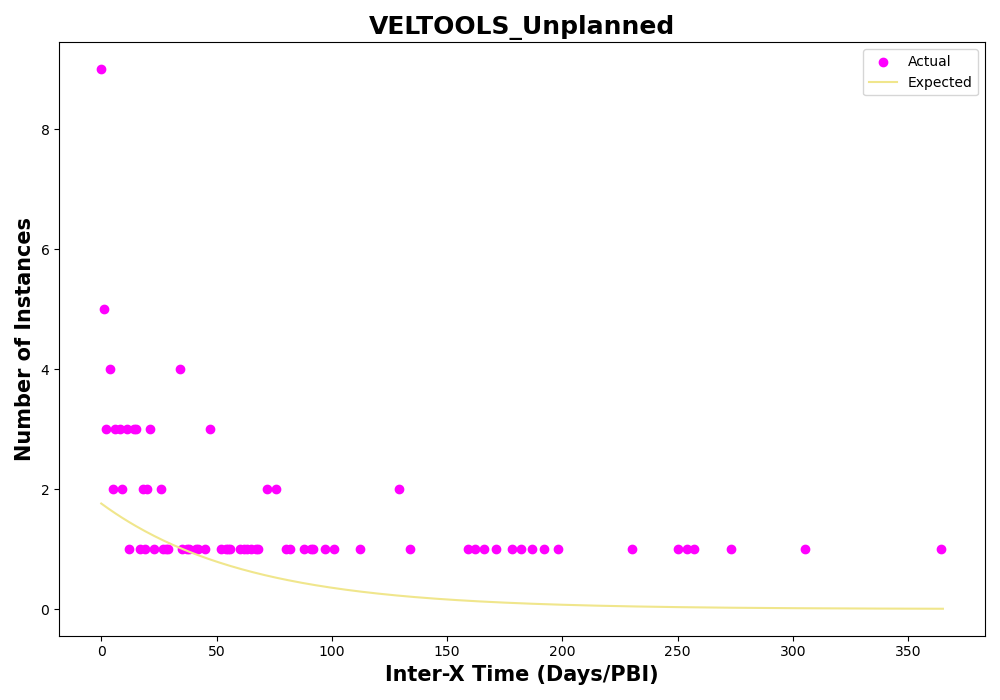 VELTOOLS_Unplanned
Actual
Expected
Number of Instances
8
6
4
2
0
0 50 100 150 200 250 300 350
Inter-X Time (Days/PBI)